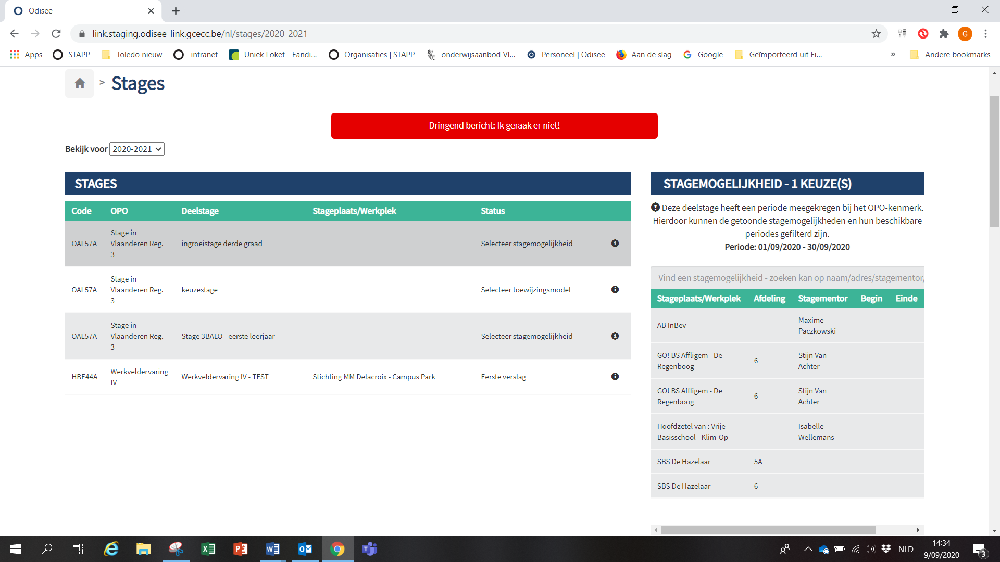 Odisee
link.staging.odisee-link.gcecc.be/nl/stages/2020-2021
G
Apps STAPP Toledo nieuw intranet Uniek Loket - Eandi... Organisaties | STAPP onderwijsaanbod Vl... Personeel | Odisee Aan de slag Google Geïmporteerd uit Fi... » Andere bookmarks
> Stages
Dringend bericht: Ik geraak er niet!
Bekijk voor 2020-2021
STAGES
Code OPO Deelstage Stageplaats/Werkplek Status
OAL57A Stage in Vlaanderen Reg. 3 ingroeistage derde graad Selecteer stagemogelijkheid
OAL57A Stage in Vlaanderen Reg. 3 keuzestage Selecteer toewijzingsmodel
OAL57A Stage in Vlaanderen Reg. 3 Stage 3BALO - eerste leerjaar Selecteer stagemogelijkheid
HBE44A Werkveldervaring IV Werkveldervaring IV - TEST Stichting MM Delacroix - Campus Park Eerste verslag
STAGEMOGELIJKHEID - 1 KEUZE(S)
Deze deelstage heeft een periode meegekregen bij het OPO-kenmerk.
Hierdoor kunnen de getoonde stagemogelijkheden en hun beschikbare
periodes gefilterd zijn.
Periode: 01/09/2020 - 30/09/2020
Vind een stagemogelijkheid - zoeken kan op naam/adres/stagementor,
Stageplaats/Werkplek Afdeling Stagementor Begin Einde
AB InBev Maxime Paczkowski
GO! BS Affligem - De Regenboog 6 Stijn Van Achter
GO! BS Affligem - De Regenboog 6 Stijn Van Achter
Hoofdzetel van : Vrije Basisschool - Klim-Op Isabelle Wellemans
SBS De Hazelaar 5A
SBS De Hazelaar 6
NLD
14:34
9/09/2020
3